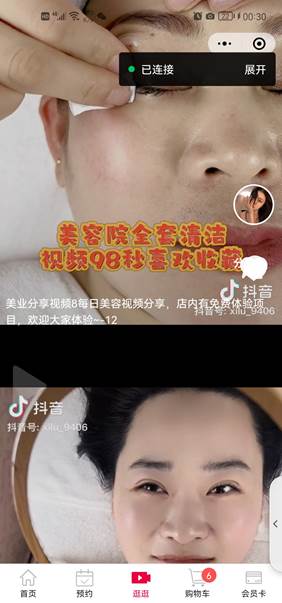 00:30
已连接 展开
美容院全套清洁
视频98秒喜欢收藏
美业分享视频8每日美容视频分享，店内有免费体验项
目，欢迎大家体验~-12
抖音
抖音号: xilu_9406
抖音
抖音号: xilu_9406
6
首页 预约 逛逛 购物车 会员卡